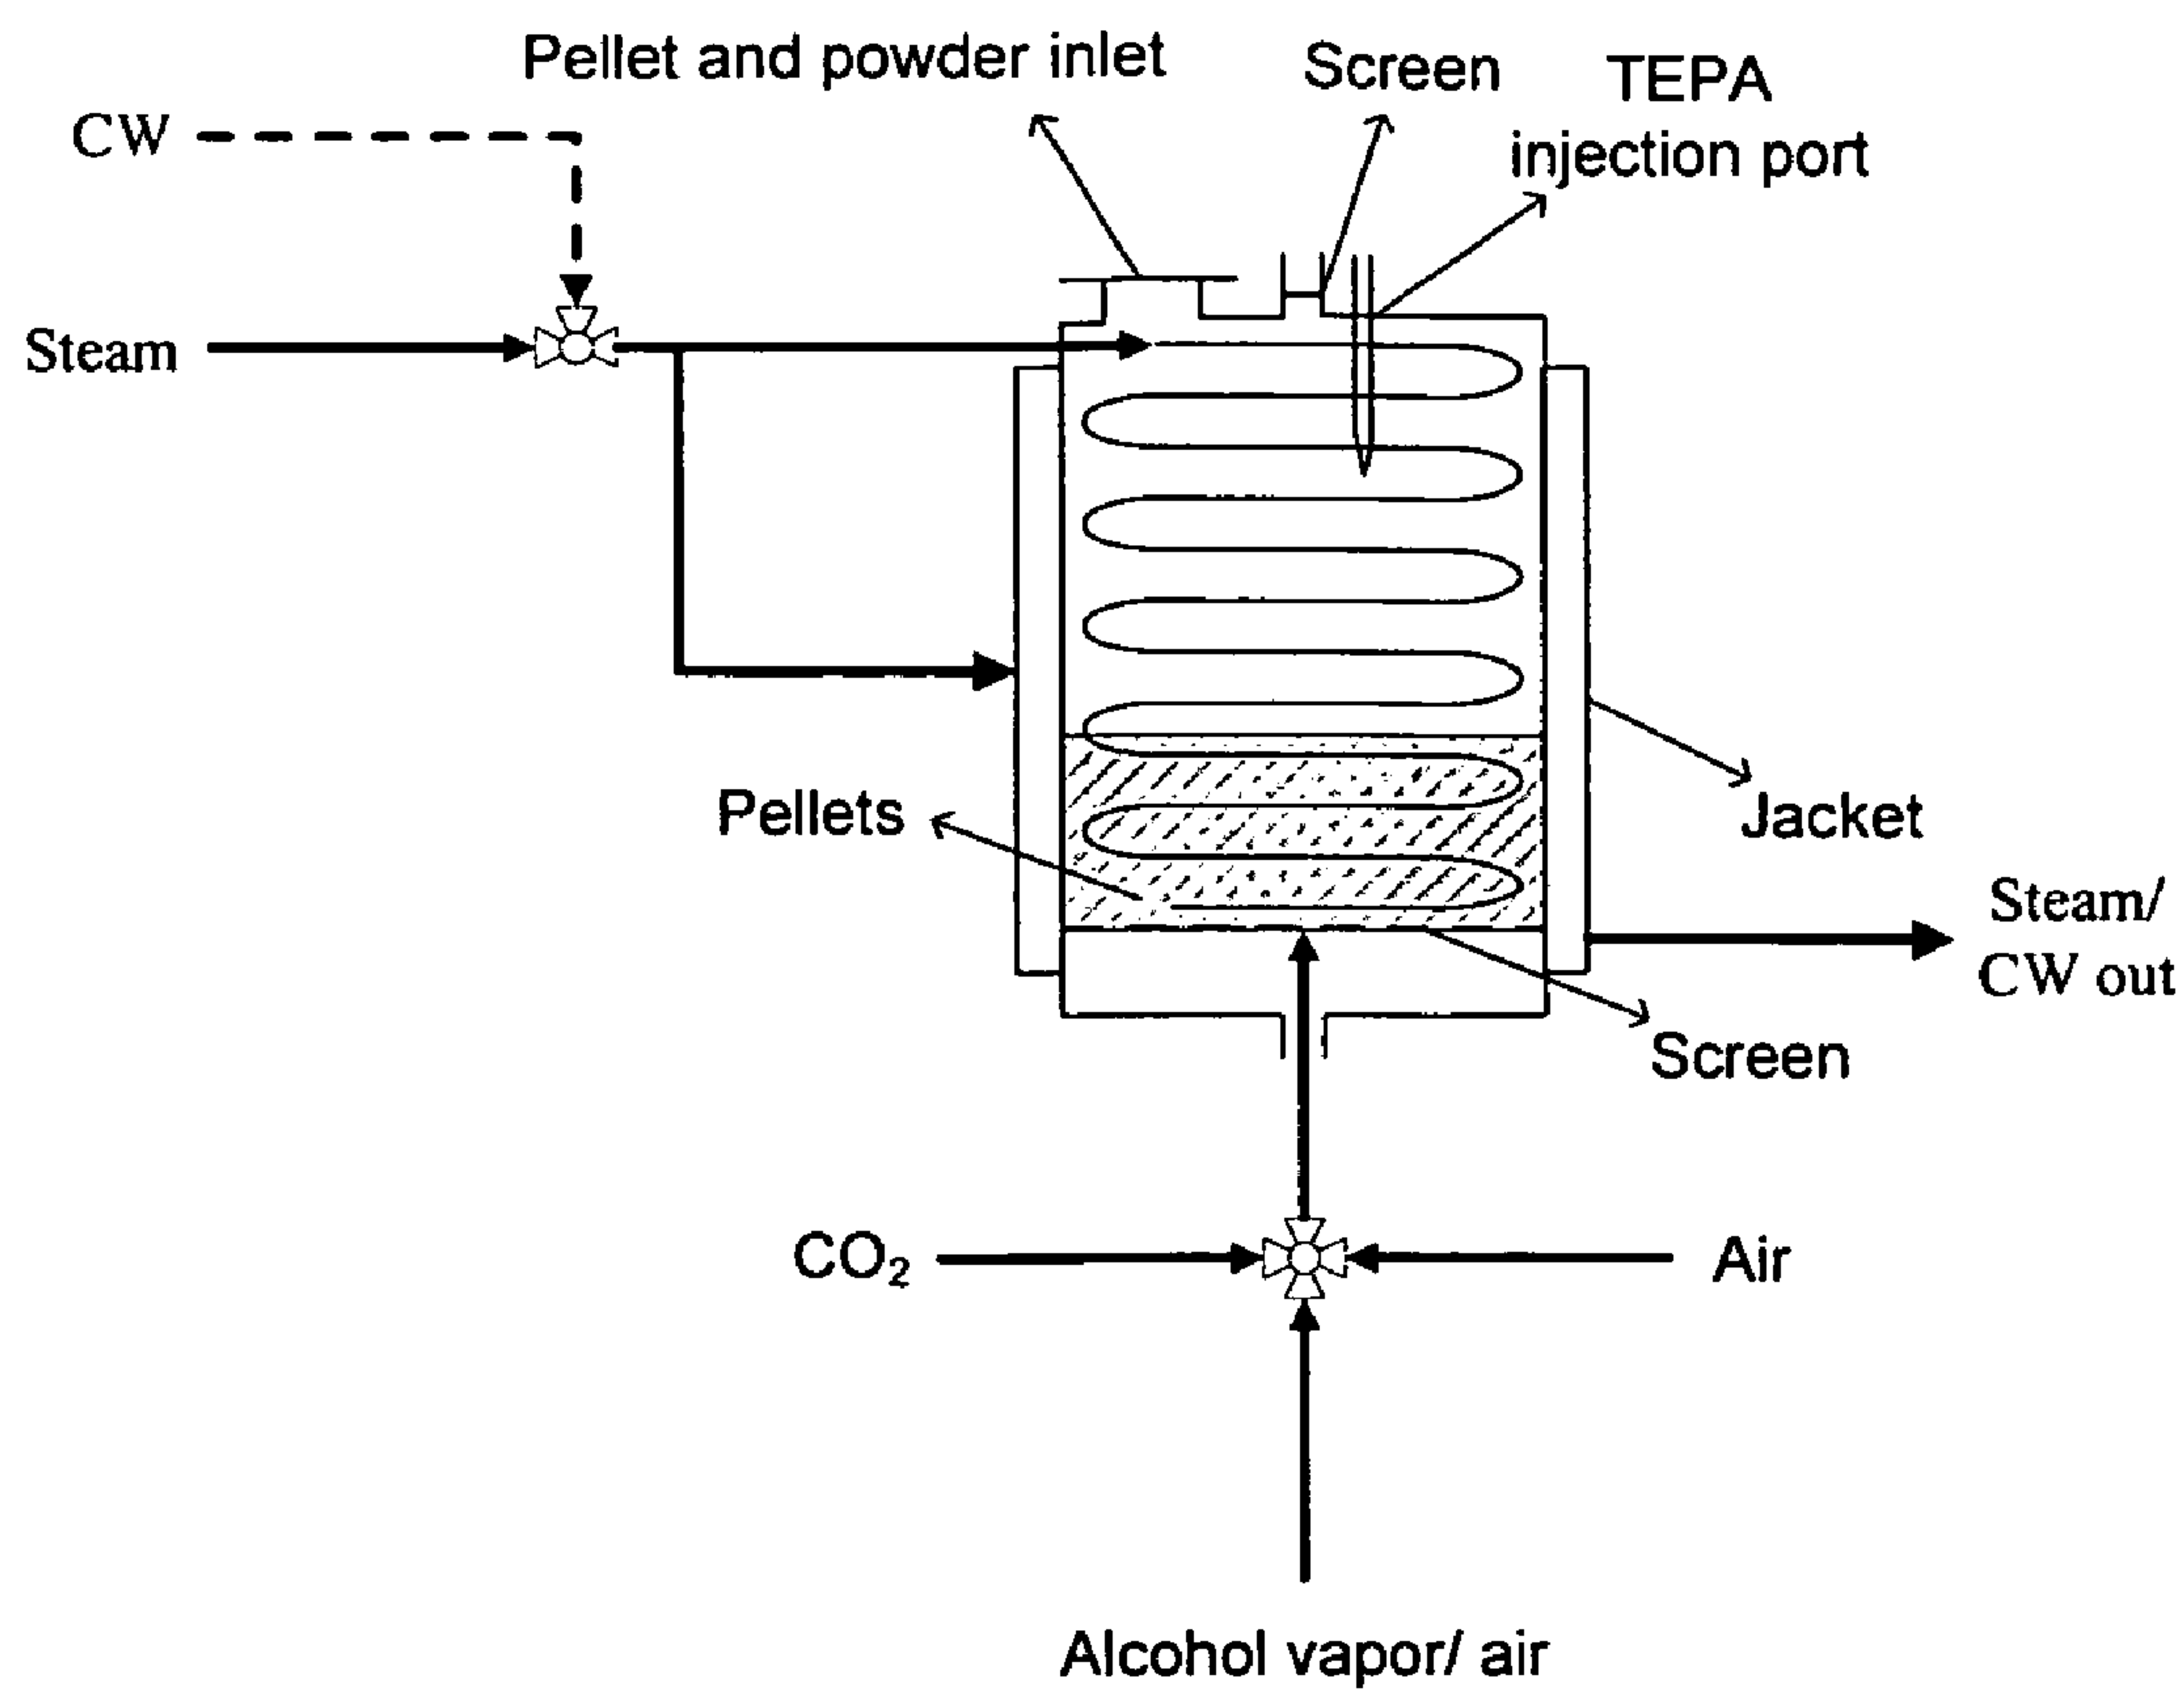 Pellet and powder inlet
Screen
TEPA
injection port
CW
Steam
Pellets
Jacket
Steam/
CW out
Screen
CO₂
Air
Alcohol vapor/ air